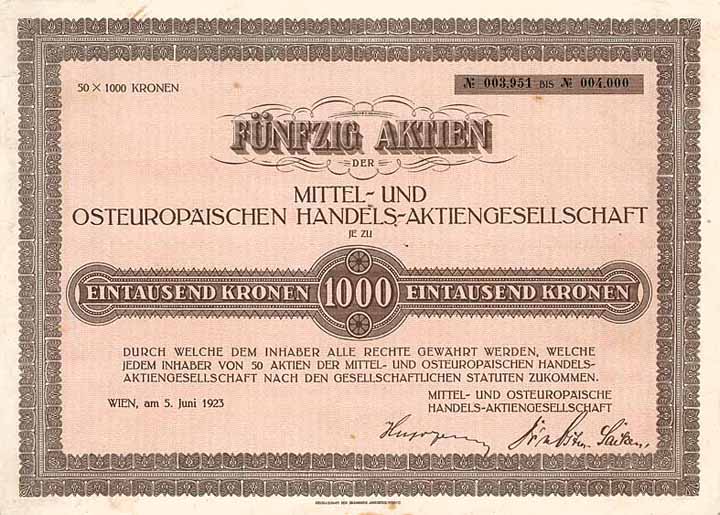 50 × 1000 KRONEN
№ 003,951 BIS № 004,000
FÜNFZIG AKTIEN
DER
MITTEL- UND
OSTEUROPÄISCHEN HANDELS-AKTIENGESELLSCHAFT
JE ZU
EINTAUSEND KRONEN 1000 EINTAUSEND KRONEN
DURCH WELCHE DEM INHABER ALLE RECHTE GEWÄHRT WERDEN, WELCHE
JEDEM INHABER VON 50 AKTIEN DER MITTEL- UND OSTEUROPÄISCHEN HANDELS-
AKTIENGESELLSCHAFT NACH DEN GESELLSCHAFTLICHEN STATUTEN ZUKOMMEN.
WIEN, am 5. Juni 1923
MITTEL- UND OSTEUROPÄISCHE
HANDELS-AKTIENGESELLSCHAFT